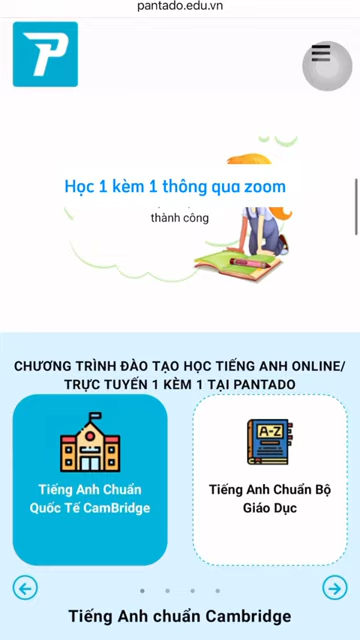 pantado.edu.vn
Học 1 kèm 1 thông qua zoom
thành công
CHƯƠNG TRÌNH ĐÀO TẠO HỌC TIẾNG ANH ONLINE/
TRỰC TUYẾN 1 KÈM 1 TẠI PANTADO
Tiếng Anh Chuẩn
Quốc Tế CamBridge
A-Z
Tiếng Anh Chuẩn Bộ
Giáo Dục
Tiếng Anh chuẩn Cambridge